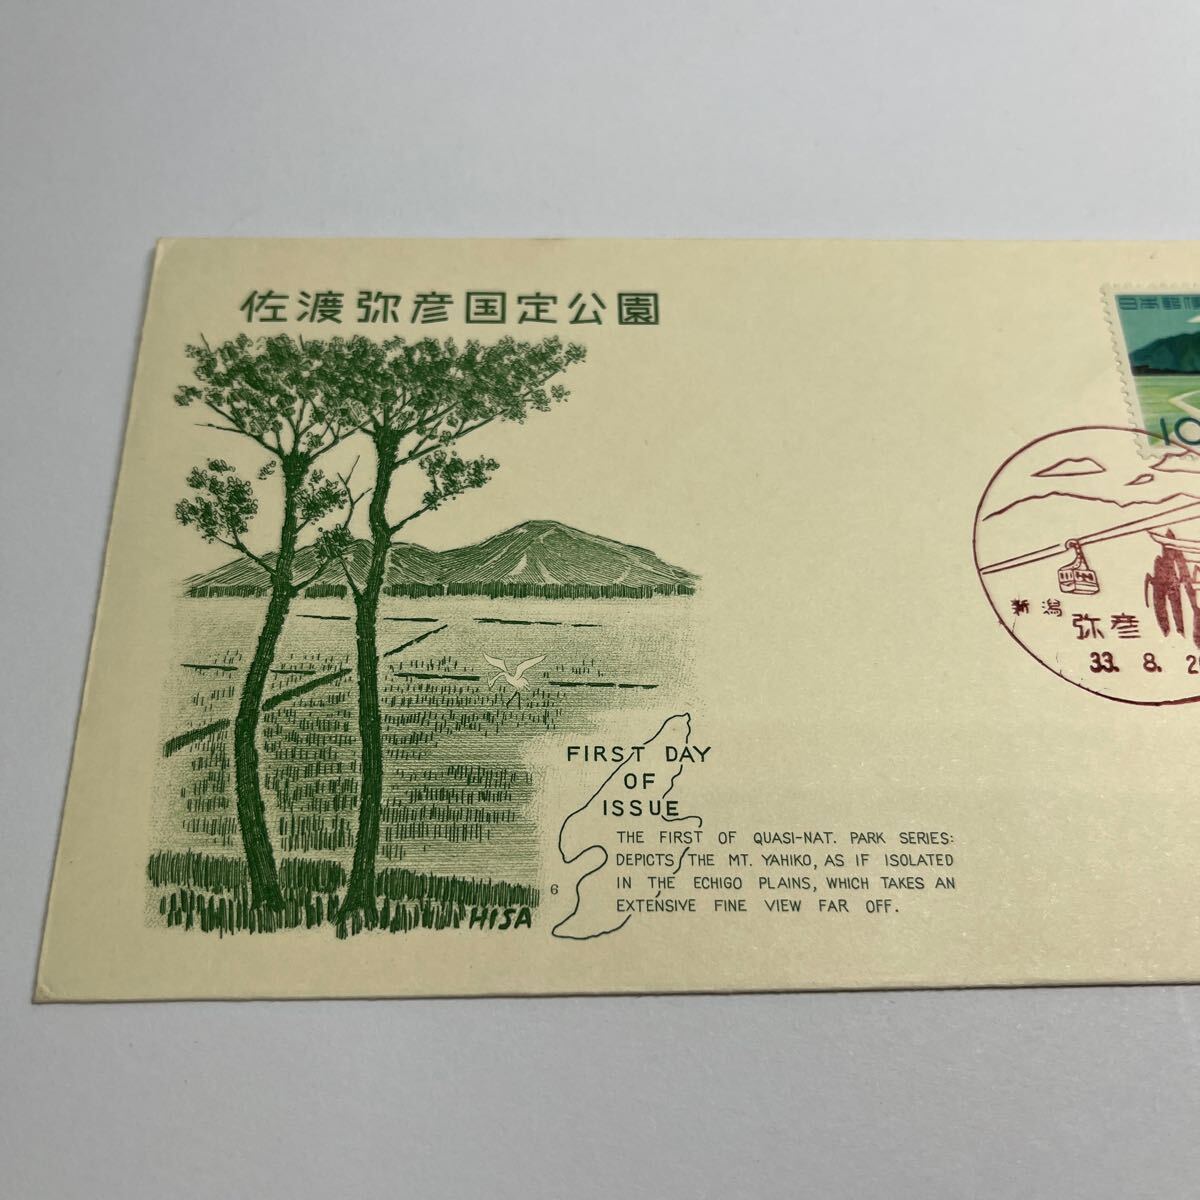 佐渡弥彦国定公園
日本郵便
10
新潟
弥彦
33. 8. 2
FIRST DAY
OF
ISSUE
THE FIRST OF QUASI-NAT. PARK SERIES:
DEPICTS THE MT. YAHIKO, AS IF ISOLATED
IN THE ECHIGO PLAINS, WHICH TAKES AN
EXTENSIVE FINE VIEW FAR OFF.
6
HISA